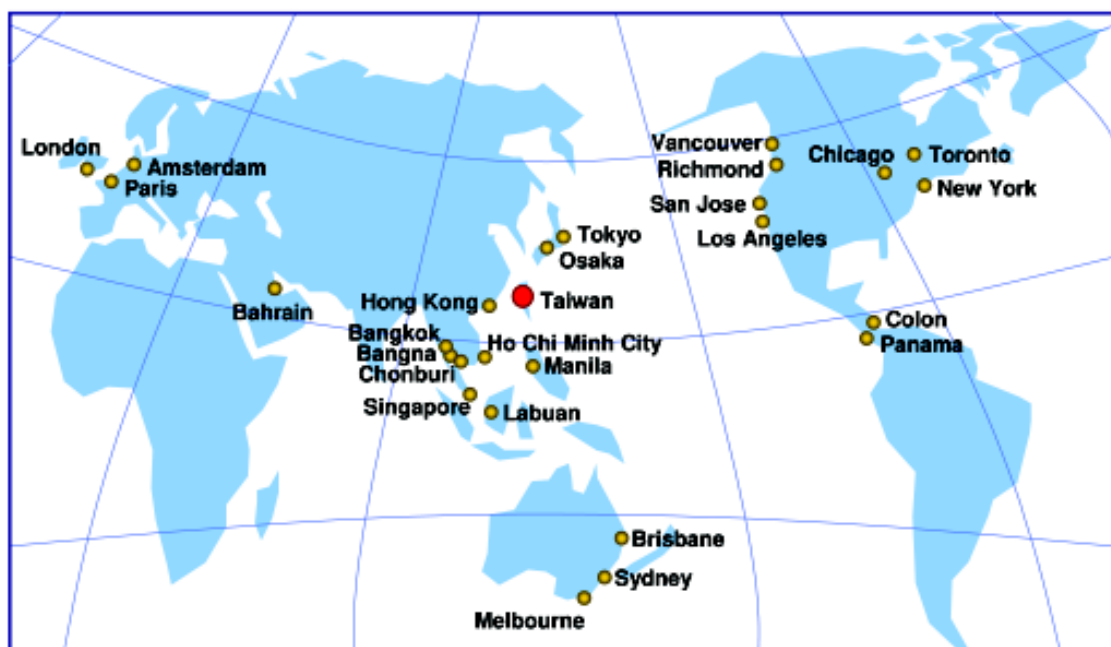 London
Amsterdam
Paris
Vancouver
Richmond
Chicago
Toronto
New York
San Jose
Los Angeles
Tokyo
Osaka
Bahrain
Hong Kong
Taiwan
Colon
Panama
Bangkok
Bangna
Chonburi
Ho Chi Minh City
Manila
Singapore
Labuan
Brisbane
Sydney
Melbourne